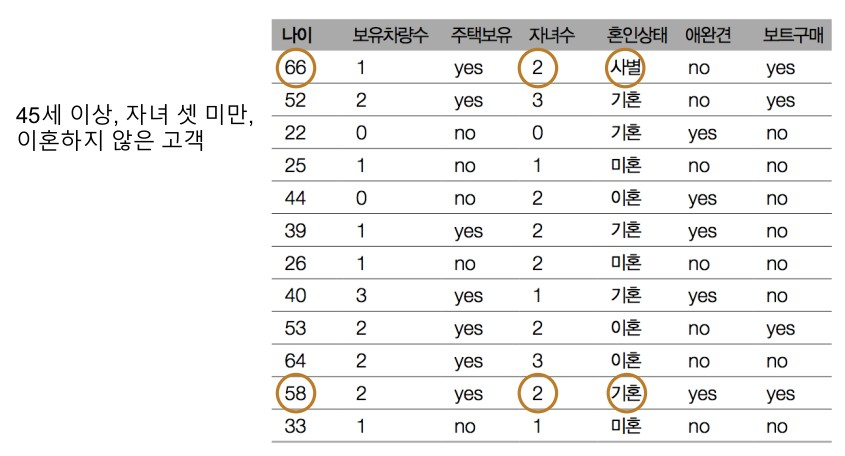 45세 이상, 자녀 셋 미만,
이혼하지 않은 고객
나이 보유차량수 주택보유 자녀수 혼인상태 애완견 보트구매
66 1 yes 2 사별 no yes
52 2 yes 3 기혼 no yes
22 0 no 0 기혼 yes no
25 1 no 1 미혼 no no
44 0 no 2 이혼 yes no
39 1 yes 2 기혼 yes no
26 1 no 2 미혼 no no
40 3 yes 1 기혼 yes no
53 2 yes 2 이혼 no yes
64 2 yes 3 이혼 no no
58 2 yes 2 기혼 yes yes
33 1 no 1 미혼 no no